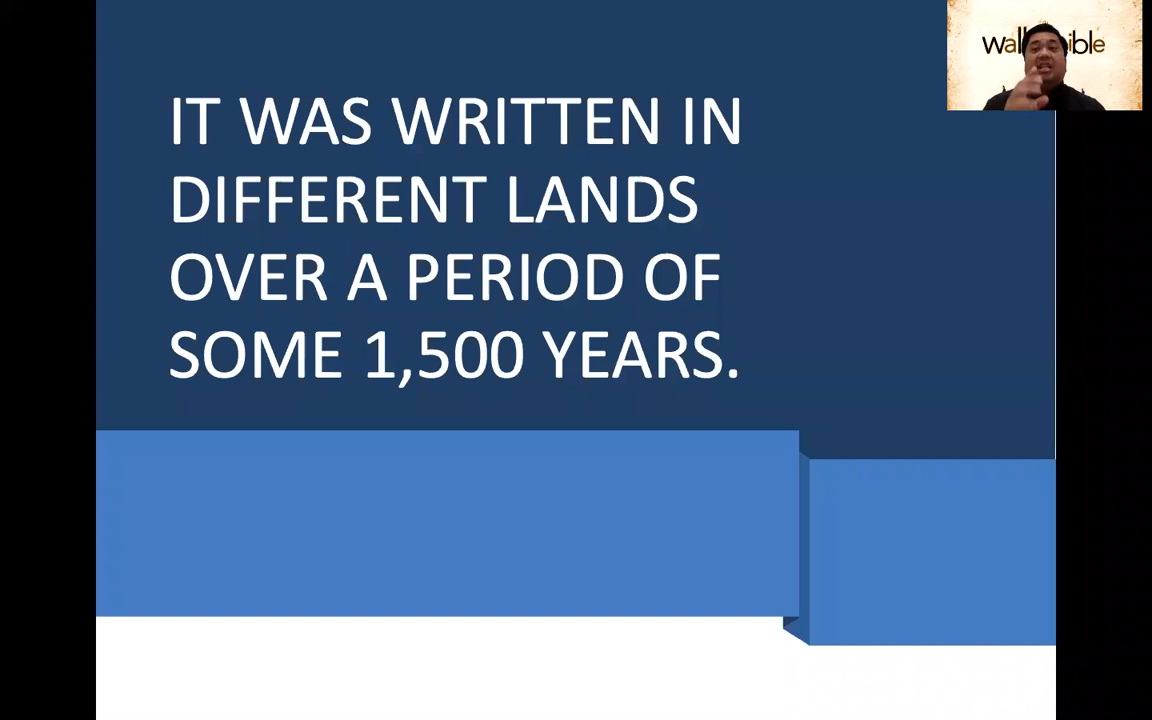 IT WAS WRITTEN IN
DIFFERENT LANDS
OVER A PERIOD OF
SOME 1,500 YEARS.